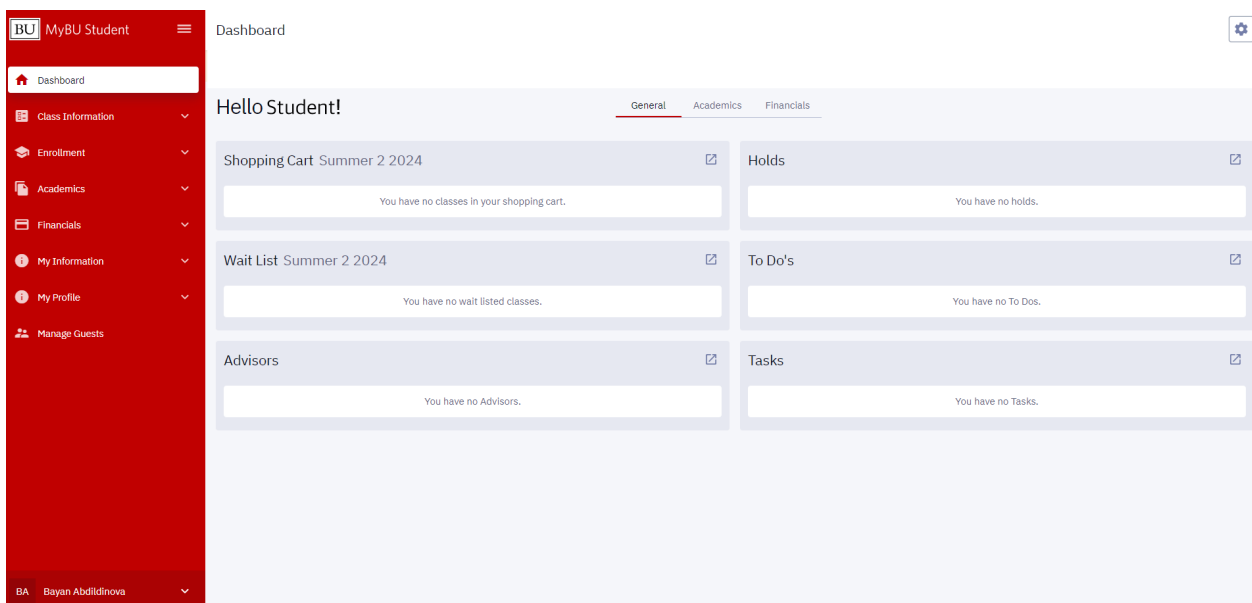 BU MyBU Student
Dashboard
Class Information
Enrollment
Academics
Financials
My Information
My Profile
Manage Guests
BA Bayan Abdildinova
Dashboard
Hello Student!
General Academics Financials
Shopping Cart Summer 2 2024
You have no classes in your shopping cart.
Holds
You have no holds.
Wait List Summer 2 2024
You have no wait listed classes.
To Do's
You have no To Dos.
Advisors
You have no Advisors.
Tasks
You have no Tasks.